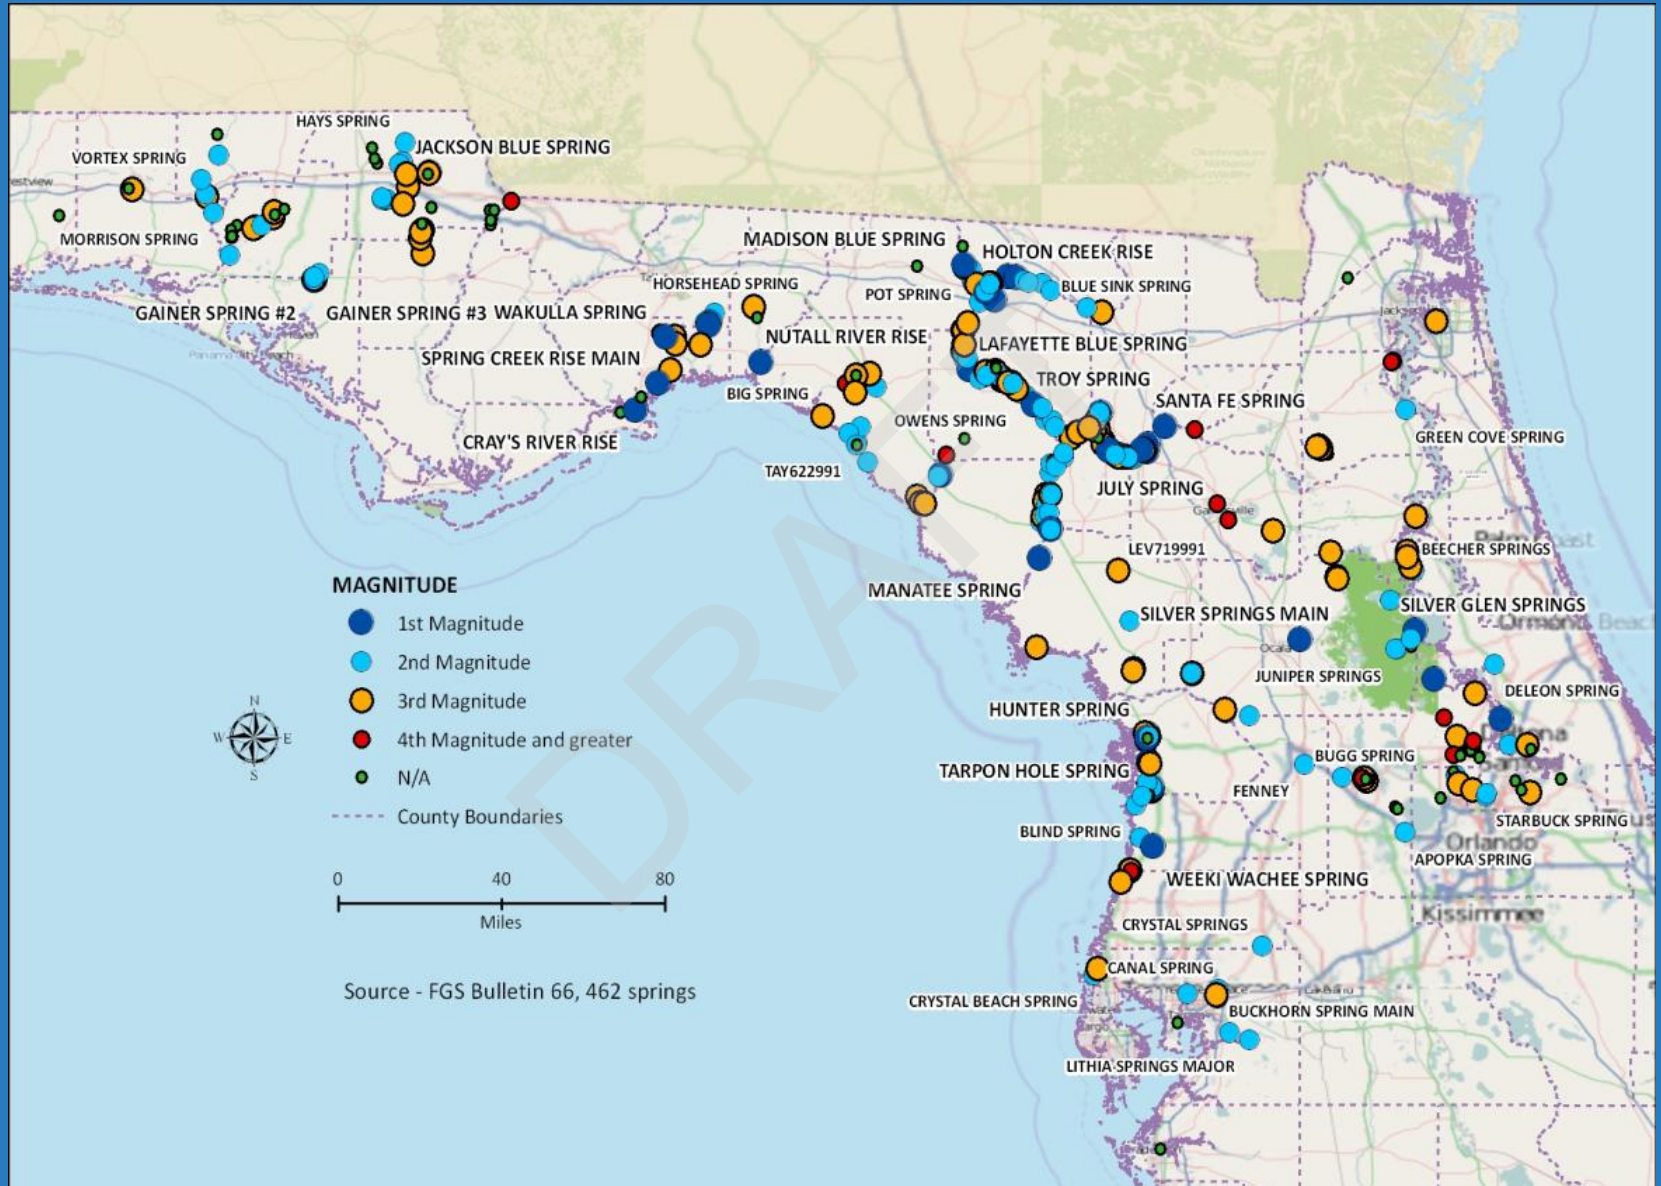 HAYS SPRING
JACKSON BLUE SPRING
VORTEX SPRING
estview
MORRISON SPRING
MADISON BLUE SPRING
HOLTON CREEK RISE
HORSEHEAD SPRING
POT SPRING
BLUE SINK SPRING
GAINER SPRING #2
GAINER SPRING #3
WAKULLA SPRING
NUTALL RIVER RISE
LAFAYETTE BLUE SPRING
SPRING CREEK RISE MAIN
TROY SPRING
BIG SPRING
SANTA FE SPRING
OWENS SPRING
CRAY'S RIVER RISE
GREEN COVE SPRING
TAY622991
JULY SPRING
LEV719991
BEECHER SPRINGS
MANATEE SPRING
SILVER SPRINGS MAIN
SILVER GLEN SPRINGS
Ormond Beac
Ocala
JUNIPER SPRINGS
DELEON SPRING
HUNTER SPRING
BUGG SPRING
TARPON HOLE SPRING
FENNEY
STARBUCK SPRING
BLIND SPRING
Orlando
APOPKA SPRING
WEEKI WACHEE SPRING
Kissimmee
CRYSTAL SPRINGS
CANAL SPRING
CRYSTAL BEACH SPRING
BUCKHORN SPRING MAIN
LITHIA SPRINGS MAJOR
MAGNITUDE
1st Magnitude
2nd Magnitude
3rd Magnitude
4th Magnitude and greater
N/A
County Boundaries
N
W E
S
0 40 80
Miles
Source - FGS Bulletin 66, 462 springs
DRAFT